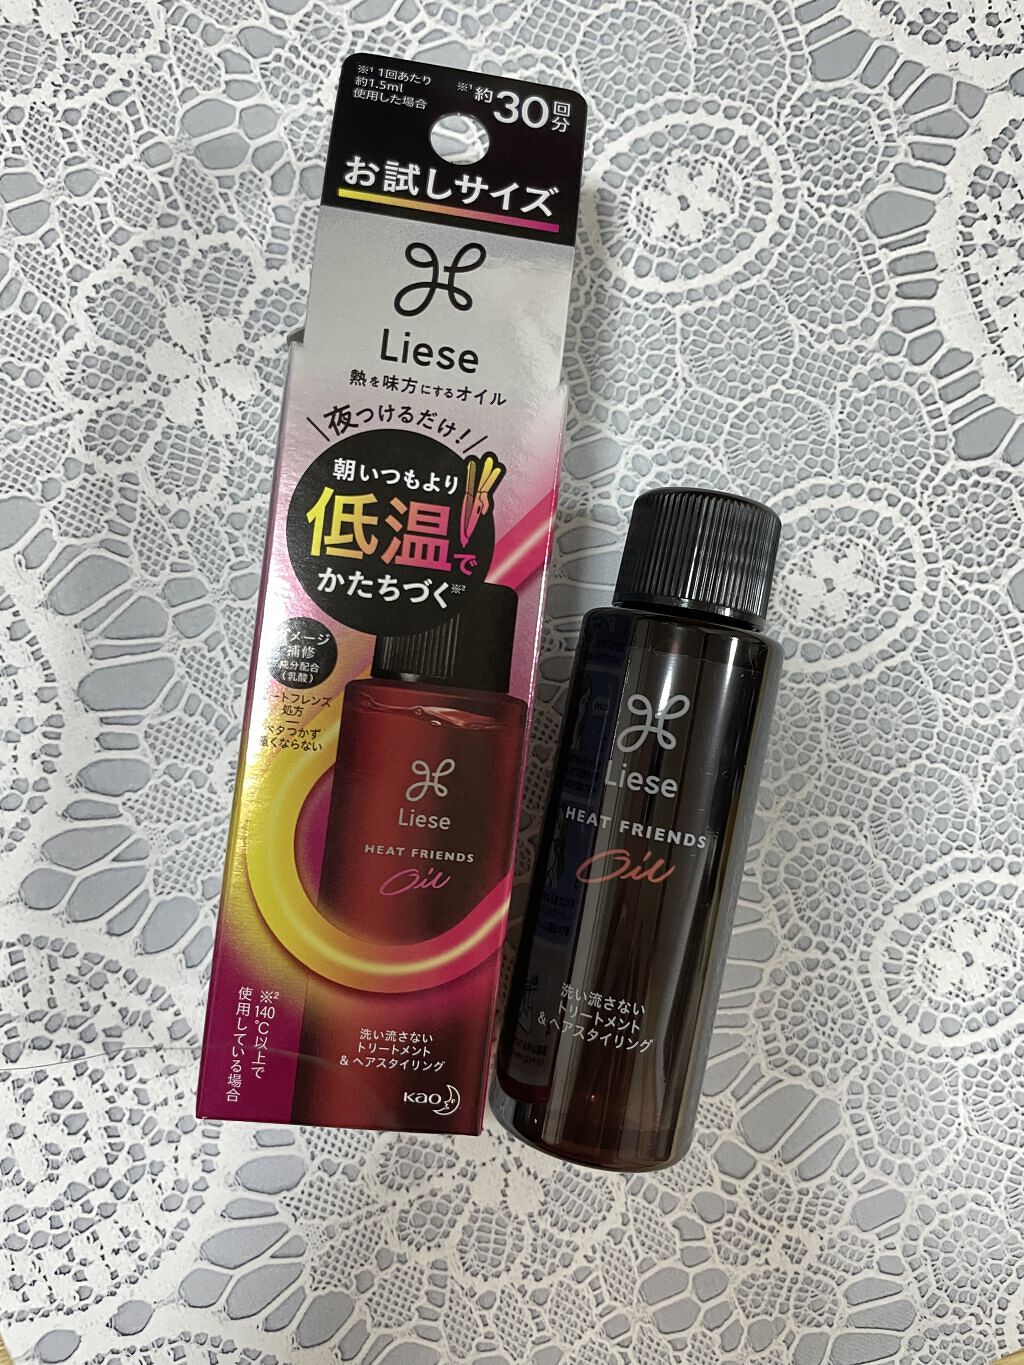 ※1 1回あたり
約1.5ml
使用した場合
※1 約30回分
お試しサイズ
Liese
熱を味方にするオイル
夜つけるだけ!
朝いつもより
低温で
かたちづく※2
メージ
補修
成分配合
(乳酸)
ートフレンズ
処方
ベタつかず
くならない
Liese
HEAT FRIENDS
Oil
※2 140℃以上で
使用している場合
洗い流さない
トリートメント
&ヘアスタイリング
Kao
Liese
HEAT FRIENDS
Oil
洗い流さない
トリートメント
&ヘアスタイリング